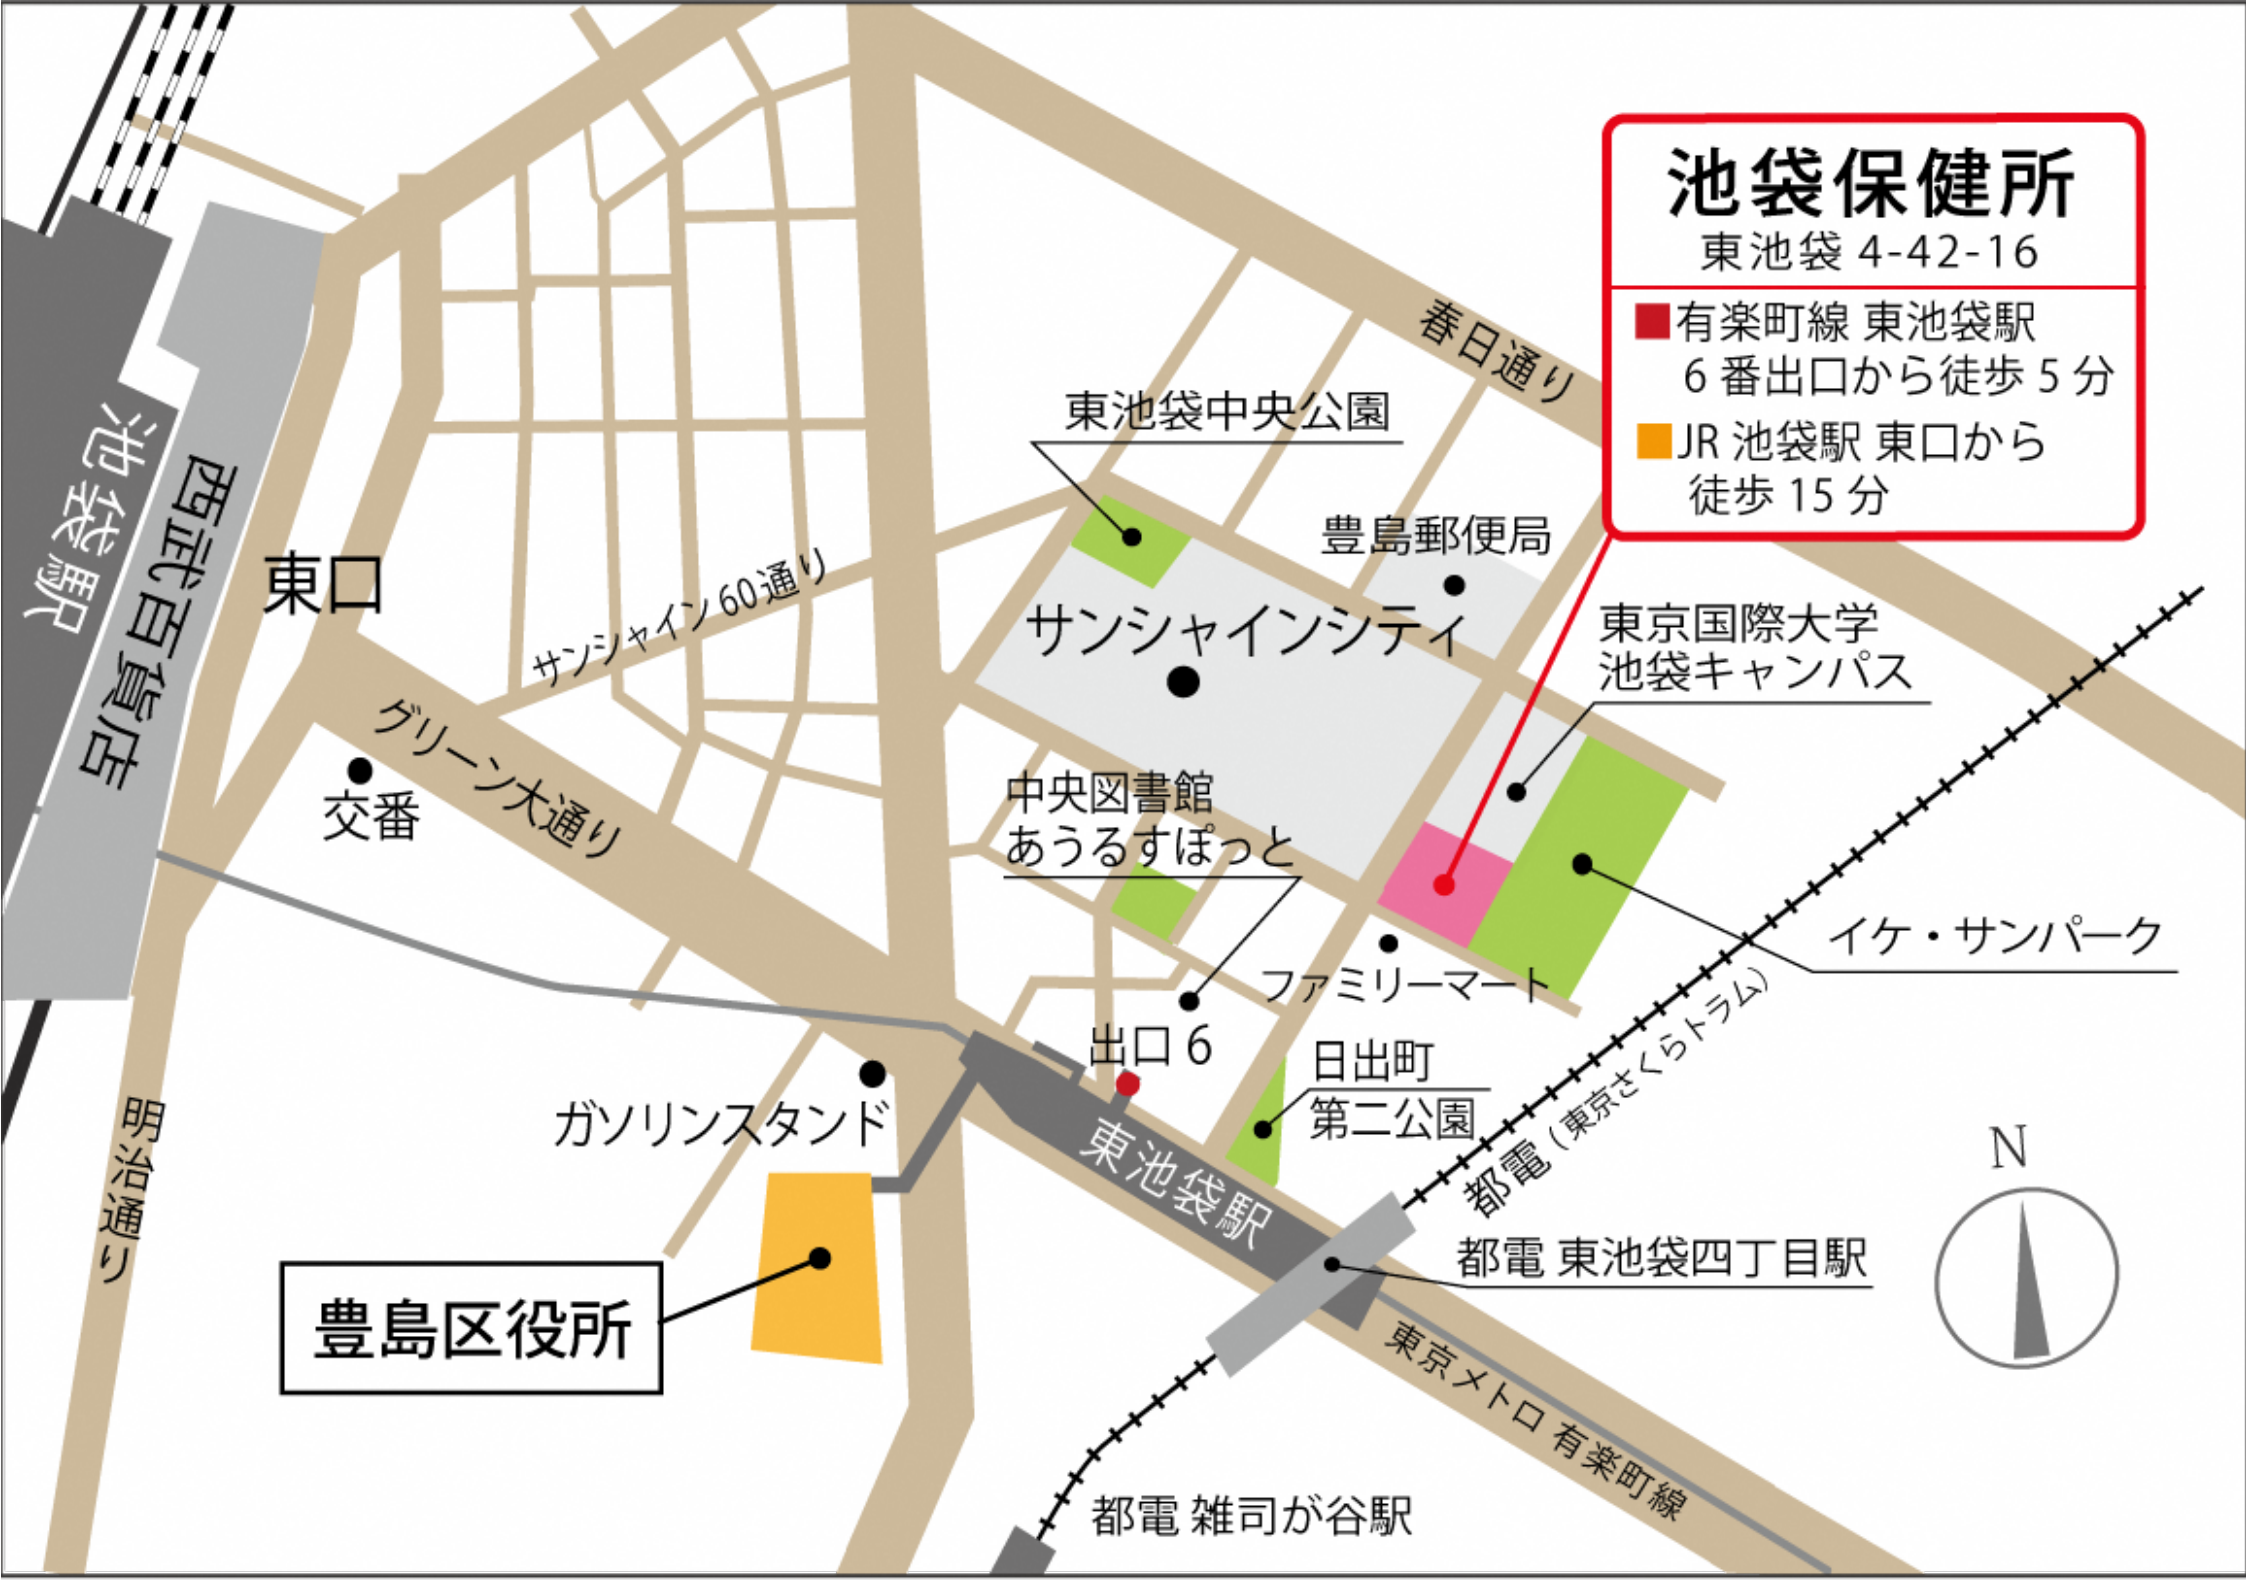 池袋保健所
東池袋 4-42-16
有楽町線 東池袋駅
6 番出口から徒歩 5 分
JR 池袋駅 東口から
徒歩 15 分
春日通り
東池袋中央公園
豊島郵便局
サンシャインシティ
東京国際大学
池袋キャンパス
池袋駅
西武百貨店
東口
サンシャイン 60 通り
グリーン大通り
交番
中央図書館
あうるすぽっと
イケ・サンパーク
ファミリーマート
出口 6
日出町
第二公園
ガソリンスタンド
東池袋駅
都電（東京さくらトラム）
明治通り
豊島区役所
都電 東池袋四丁目駅
東京メトロ 有楽町線
都電 雑司が谷駅
N